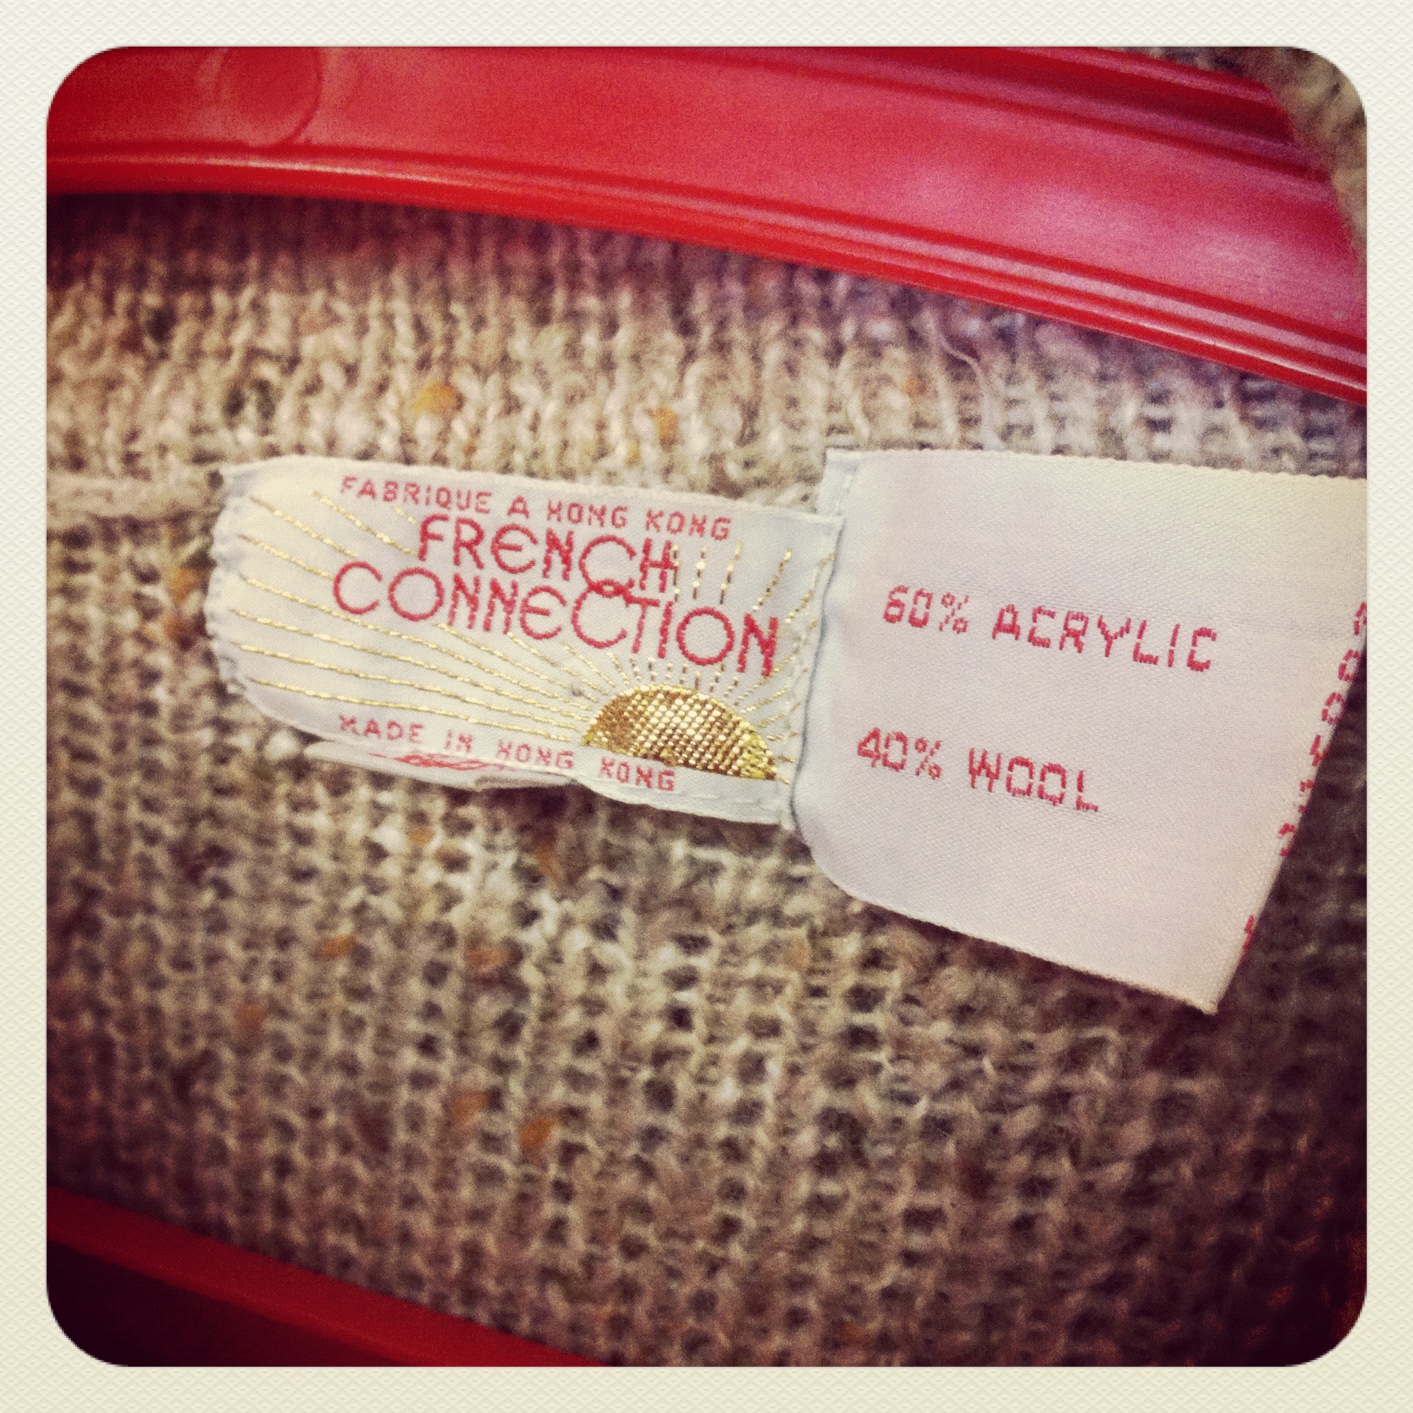 FABRIQUE A HONG KONG
FRENCH
CONNECTION
MADE IN HONG KONG
60% ACRYLIC
40% WOOL